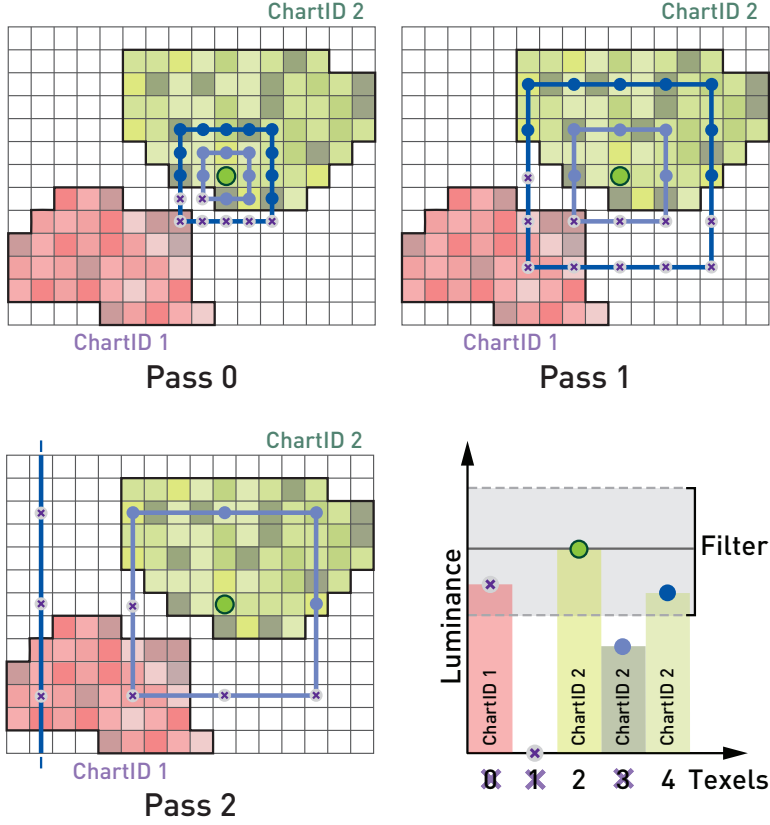 ChartID 2
ChartID 1
Pass 0
ChartID 2
ChartID 1
Pass 1
ChartID 2
ChartID 1
Pass 2
Luminance
Filter
ChartID 1
ChartID 2
ChartID 2
ChartID 2
0 1 2 3 4 Texels